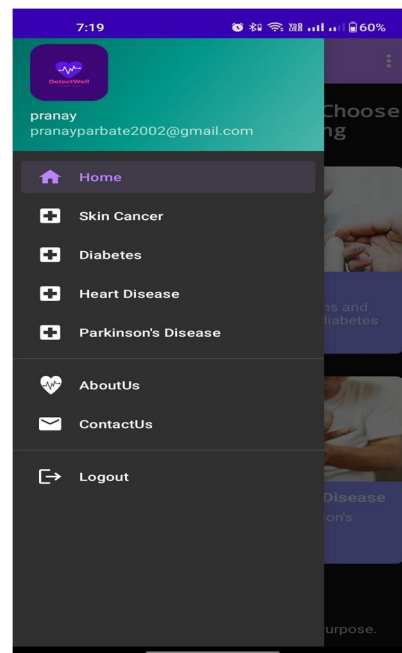 7:19
60%
DetectWell
pranay
pranayparbate2002@gmail.com
Choose
ng
Home
Skin Cancer
Diabetes
Heart Disease
ns and
diabetes
Parkinson's Disease
AboutUs
ContactUs
Logout
Disease
on's
urpose.